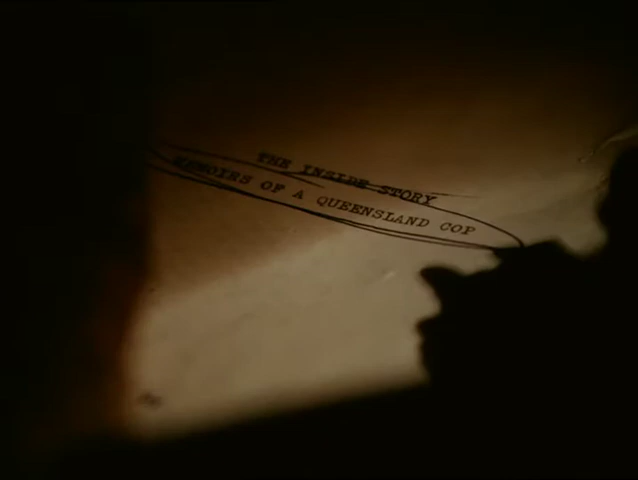 THE INSIDE STORY
MEMOIRS OF A QUEENSLAND COP